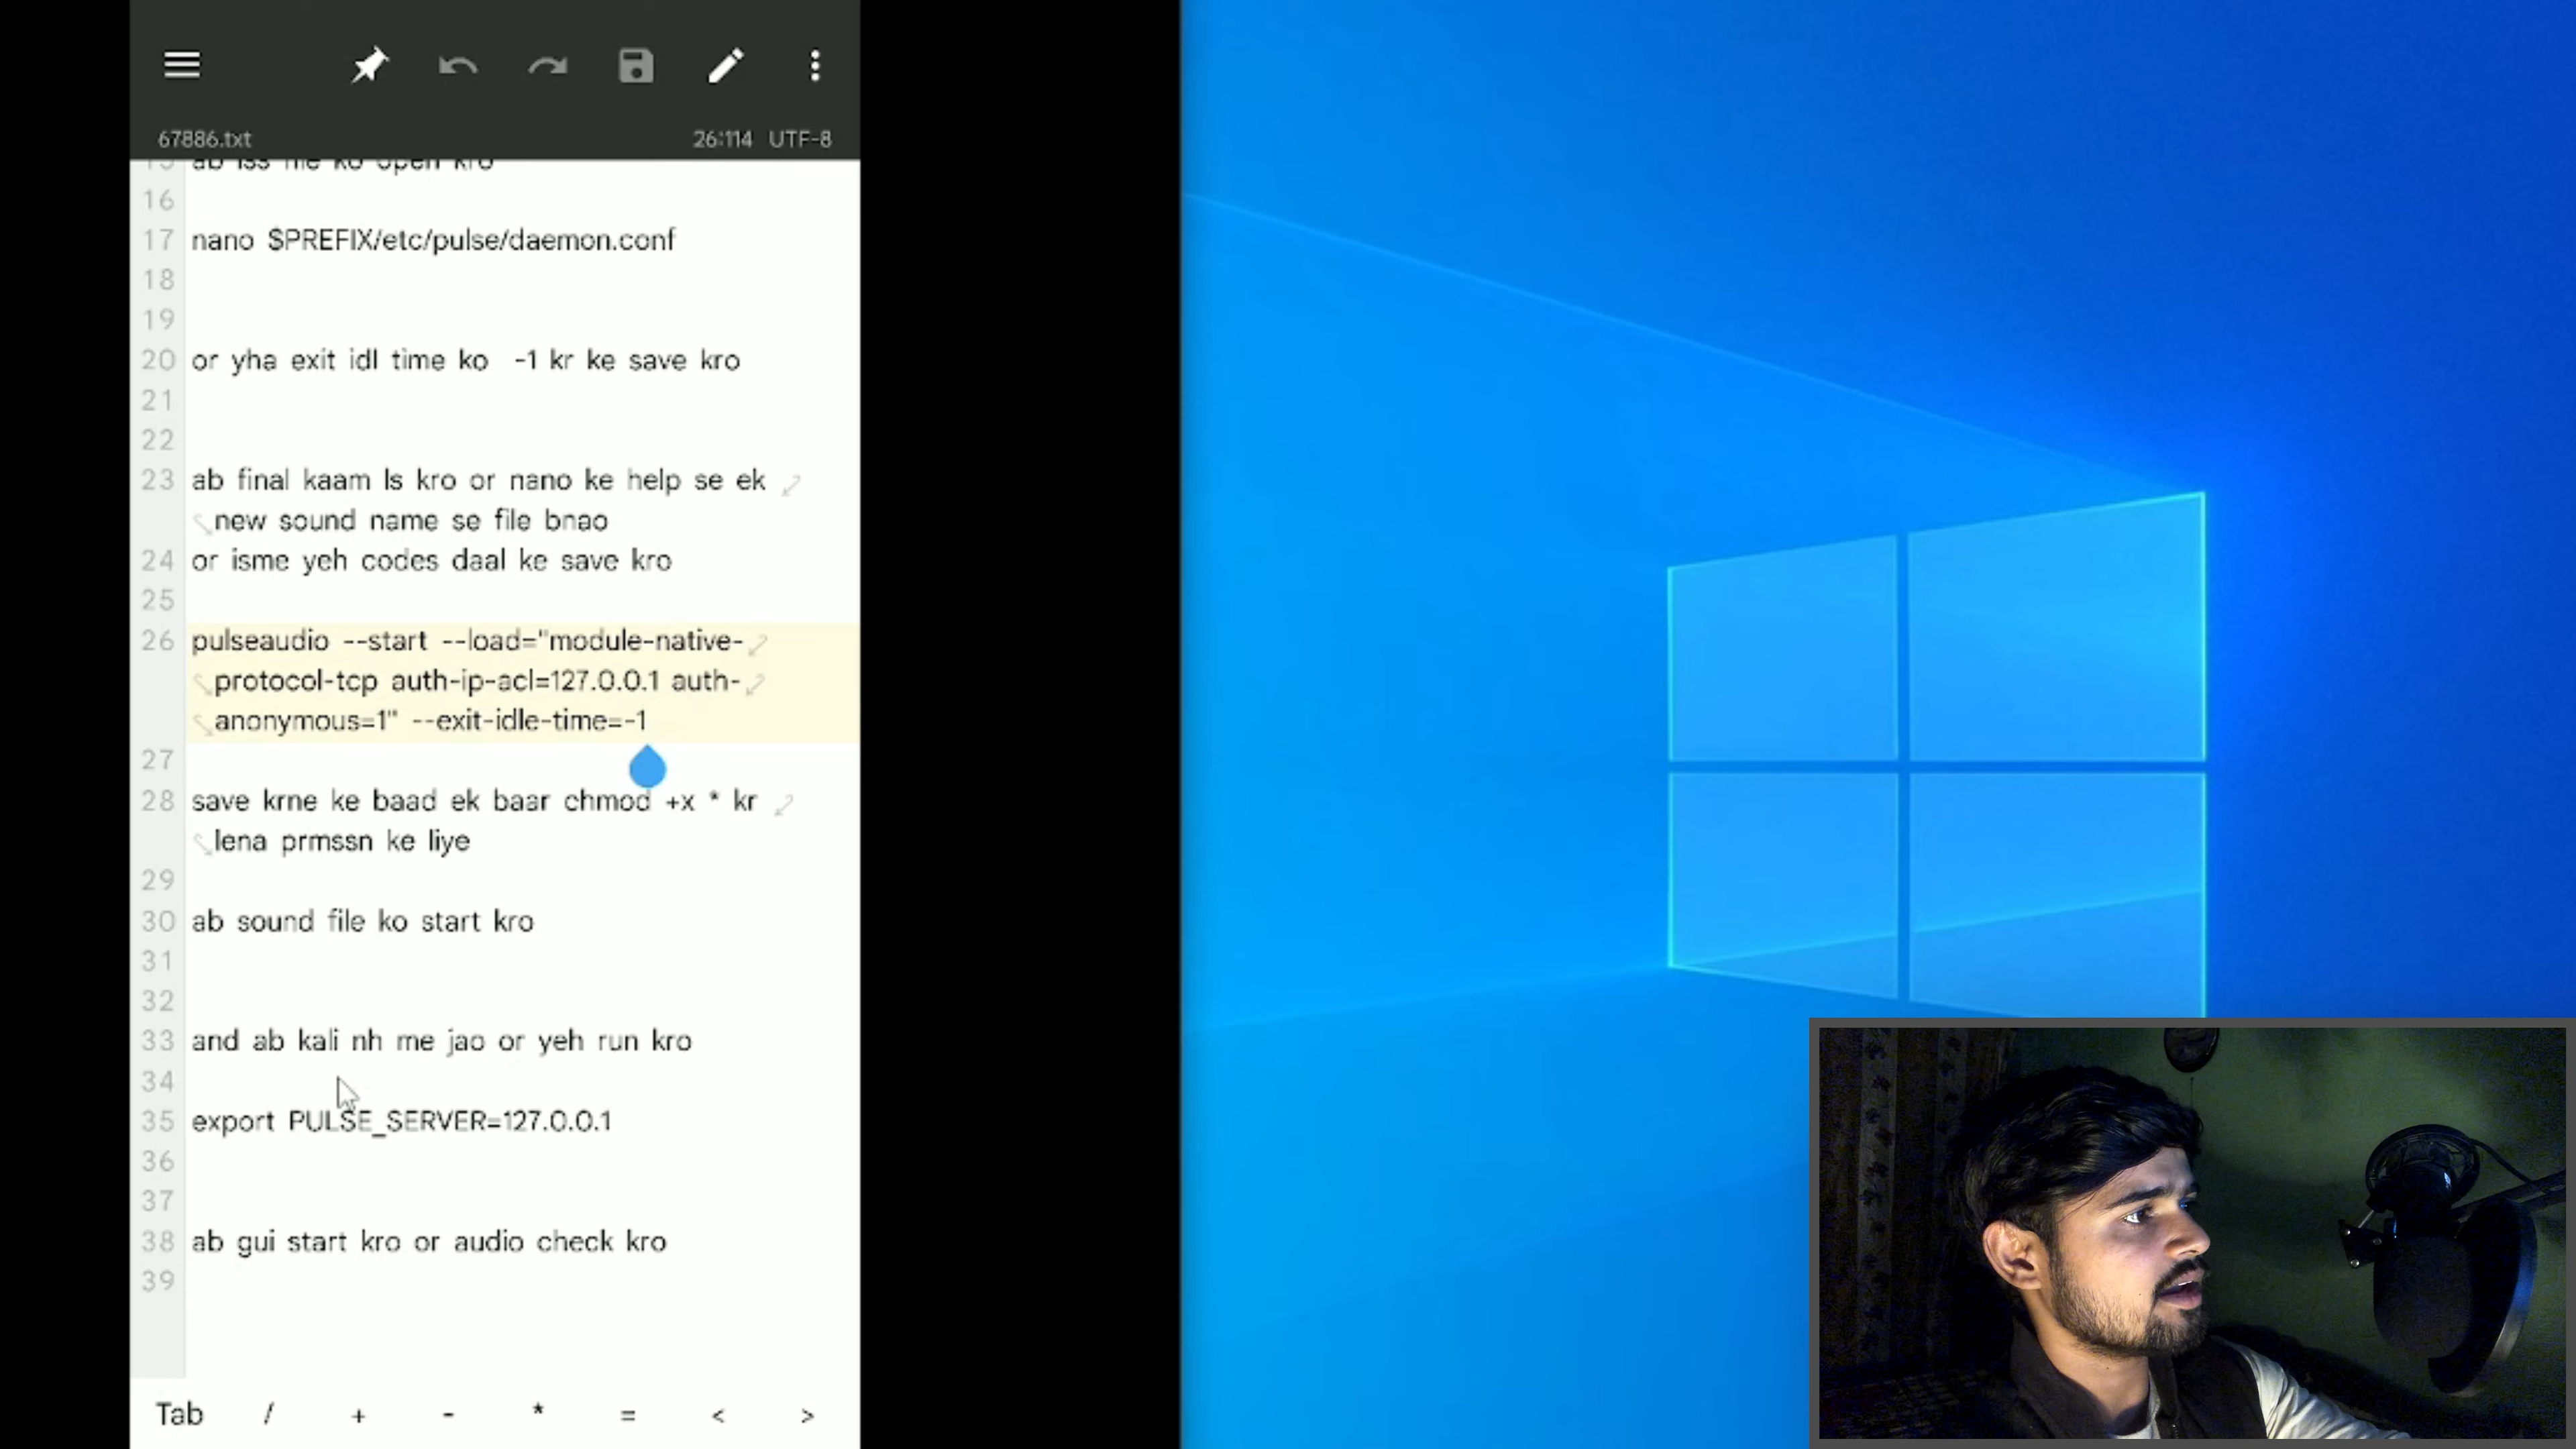 67886.txt
26:114 UTF-8
15 ab iss file ko open kro
16
17 nano $PREFIX/etc/pulse/daemon.conf
18
19
20 or yha exit idl time ko -1 kr ke save kro
21
22
23 ab final kaam ls kro or nano ke help se ek
new sound name se file bnao
24 or isme yeh codes daal ke save kro
25
26 pulseaudio --start --load="module-native-
protocol-tcp auth-ip-acl=127.0.0.1 auth-
anonymous=1" --exit-idle-time=-1
27
28 save krne ke baad ek baar chmod +x * kr
lena prmssn ke liye
29
30 ab sound file ko start kro
31
32
33 and ab kali nh me jao or yeh run kro
34
35 export PULSE_SERVER=127.0.0.1
36
37
38 ab gui start kro or audio check kro
39
Tab / + - * = < >